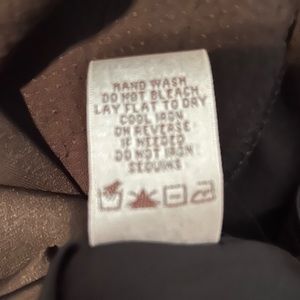 HAND WASH
DO NOT BLEACH
LAY FLAT TO DRY
COOL IRON
ON REVERSE
IF NEEDED
DO NOT IRON
SEQUINS